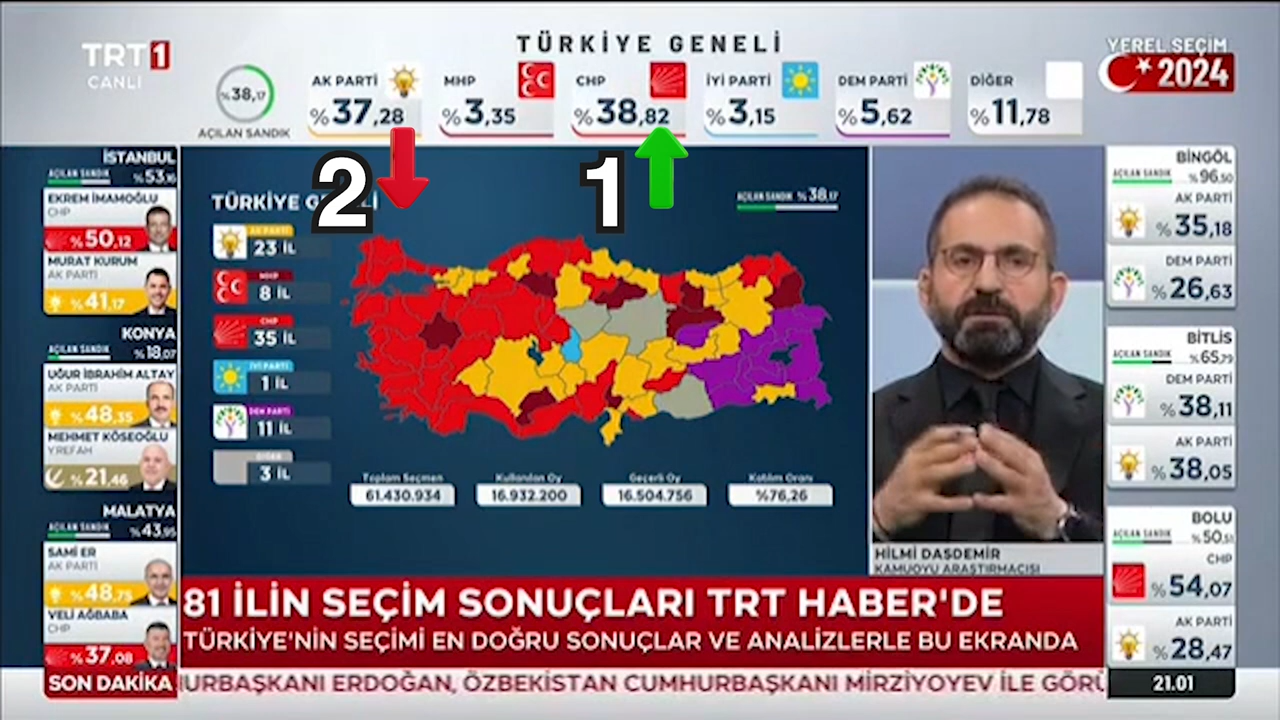 TÜRKİYE GENELİ
TRT 1
CANLI
%38,17
AÇILAN SANDIK
AK PARTİ
%37,28
MHP
%3,35
CHP
%38,82
İYİ PARTİ
%3,15
DEM PARTİ
%5,62
DİĞER
%11,78
YEREL SEÇİM
2024
2
1
İSTANBUL
AÇILAN SANDIK %53,16
EKREM İMAMOĞLU
CHP
%50,12
MURAT KURUM
AK PARTİ
%41,17
KONYA
AÇILAN SANDIK %18,07
UĞUR İBRAHİM ALTAY
AK PARTİ
%48,35
MEHMET KÖSEOĞLU
Y.REFAH
%21,46
MALATYA
AÇILAN SANDIK %43,95
SAMİ ER
AK PARTİ
%48,75
VELİ AĞBABA
CHP
%37,08
TÜRKİYE G
AÇILAN SANDIK %38,17
AK PARTİ
23 İL
MHP
8 İL
CHP
35 İL
İYİ PARTİ
1 İL
DEM PARTİ
11 İL
DİĞER
3 İL
Toplam Seçmen
61.430.934
Kullanılan Oy
16.932.200
Geçerli Oy
16.504.756
Katılım Oranı
%76,26
HİLMİ DAŞDEMİR
KAMUOYU ARAŞTIRMACISI
BİNGÖL
AÇILAN SANDIK %96,50
AK PARTİ
%35,18
DEM PARTİ
%26,63
BİTLİS
AÇILAN SANDIK %65,79
DEM PARTİ
%38,11
AK PARTİ
%38,05
BOLU
AÇILAN SANDIK %50,51
CHP
%54,07
AK PARTİ
%28,47
81 İLİN SEÇİM SONUÇLARI TRT HABER'DE
TÜRKİYE'NİN SEÇİMİ EN DOĞRU SONUÇLAR VE ANALİZLERLE BU EKRANDA
SON DAKİKA
URBAŞKANI ERDOĞAN, ÖZBEKİSTAN CUMHURBAŞKANI MİRZİYOYEV İLE GÖRÜ
21.01